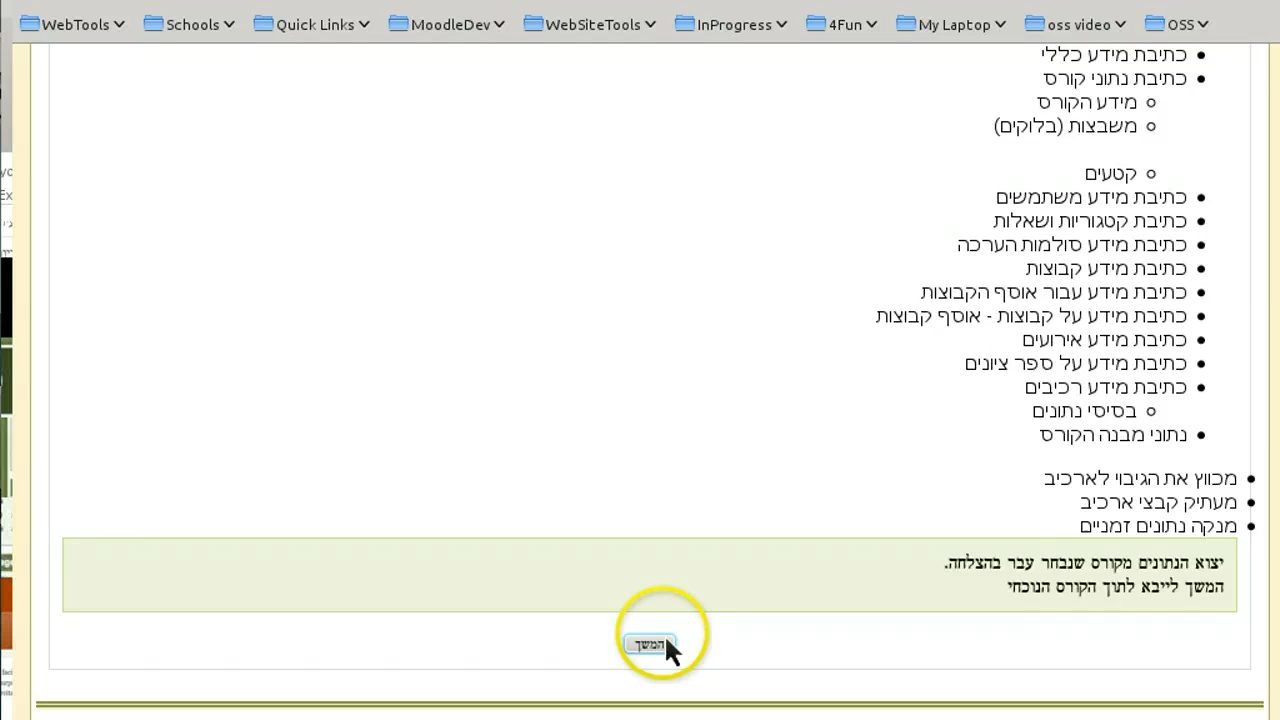 WebTools Schools Quick Links MoodleDev WebSiteTools InProgress 4Fun My Laptop oss video OSS
כתיבת מידע כללי
כתיבת נתוני קורס
מידע הקורס
משבצות (בלוקים)
קטעים
כתיבת מידע משתמשים
כתיבת קטגוריות ושאלות
כתיבת מידע סולמות הערכה
כתיבת מידע קבוצות
כתיבת מידע עבור אוסף הקבוצות
כתיבת מידע על קבוצות - אוסף קבוצות
כתיבת מידע אירועים
כתיבת מידע על ספר ציונים
כתיבת מידע רכיבים
בסיסי נתונים
נתוני מבנה הקורס
מכווץ את הגיבוי לארכיב
מעתיק קבצי ארכיב
מנקה נתונים זמניים
יצוא הנתונים מקורס שנבחר עבר בהצלחה.
המשך לייבא לתוך הקורס הנוכחי
המשך